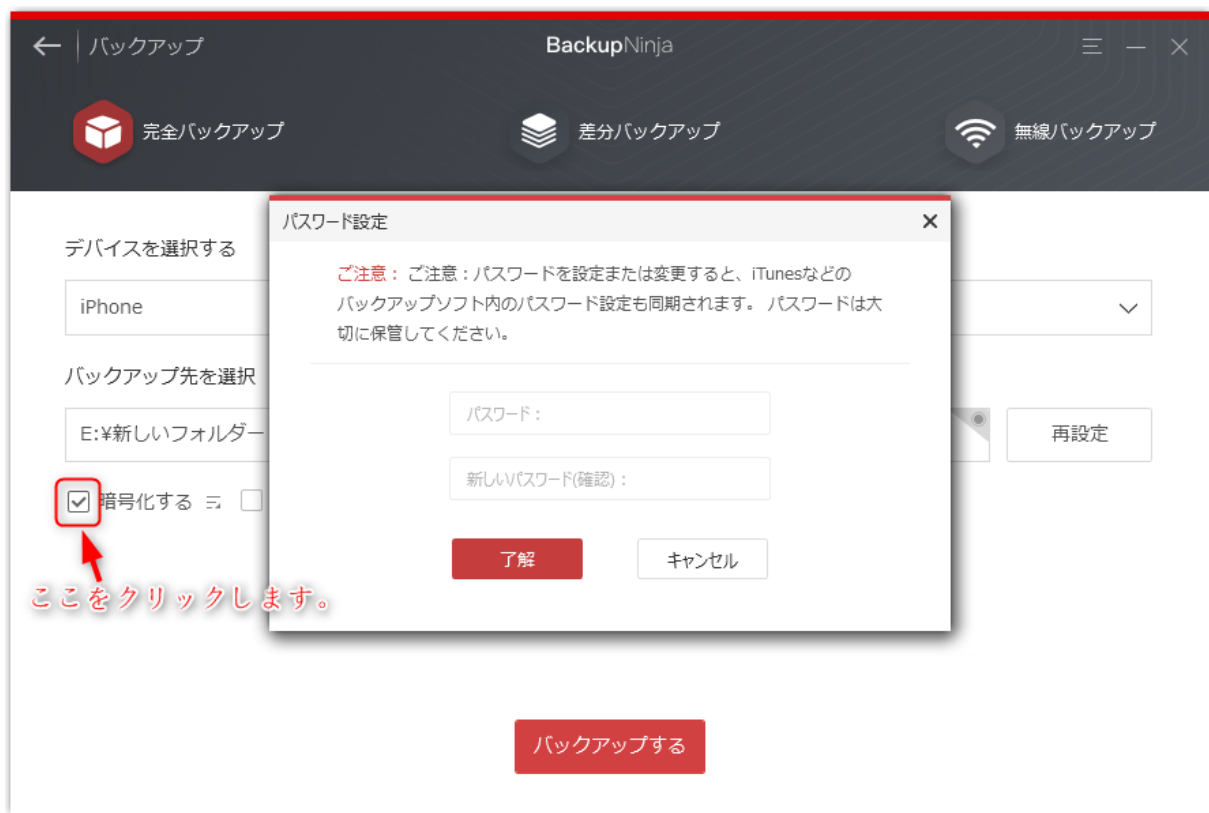 バックアップ
BackupNinja
完全バックアップ
差分バックアップ
無線バックアップ
デバイスを選択する
iPhone
バックアップ先を選択
E:¥新しいフォルダー
再設定
暗号化する
ここをクリックします。
パスワード設定
ご注意： ご注意：パスワードを設定または変更すると、iTunesなどの
バックアップソフト内のパスワード設定も同期されます。 パスワードは大
切に保管してください。
パスワード：
新しいパスワード(確認)：
了解
キャンセル
バックアップする